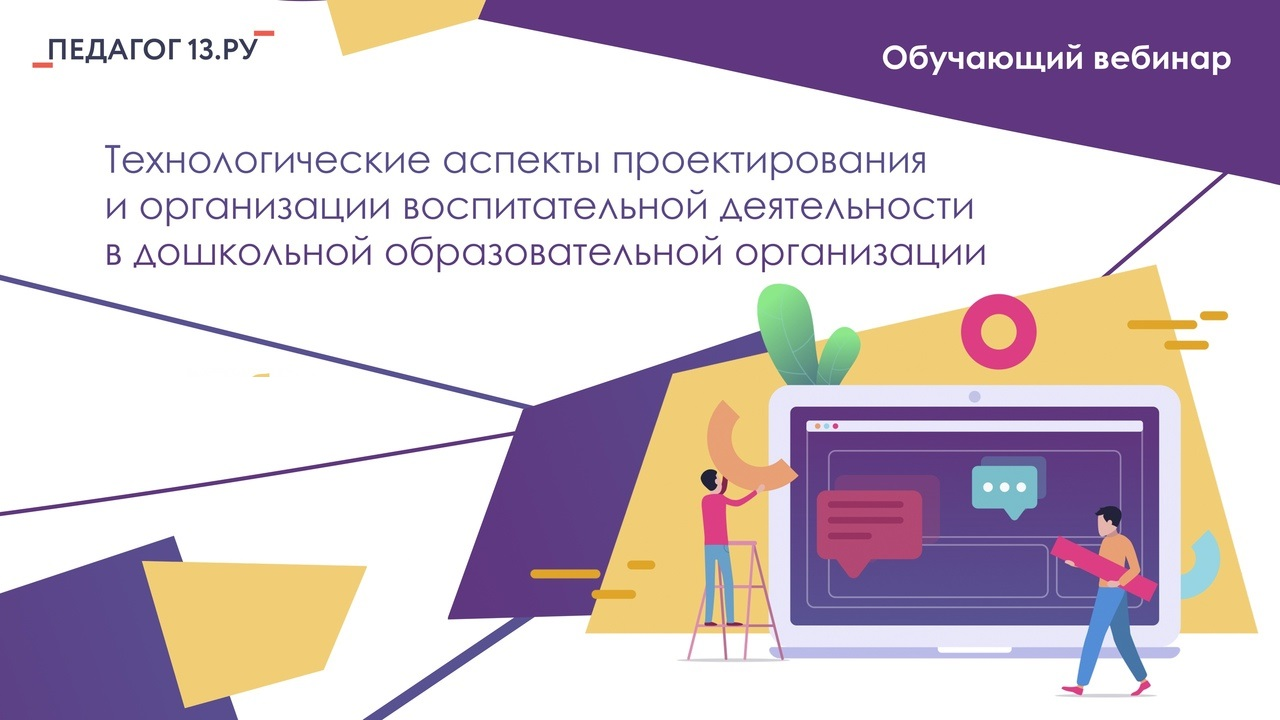 ПЕДАГОГ 13.РУ
Обучающий вебинар
Технологические аспекты проектирования
и организации воспитательной деятельности
в дошкольной образовательной организации